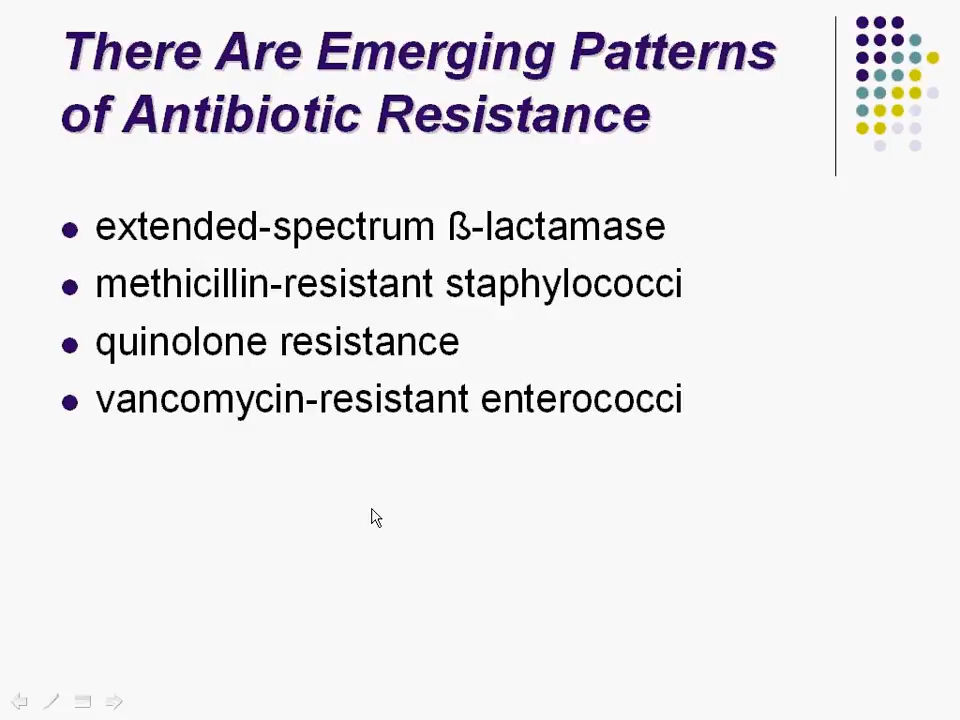 There Are Emerging Patterns
of Antibiotic Resistance
extended-spectrum ß-lactamase
methicillin-resistant staphylococci
quinolone resistance
vancomycin-resistant enterococci